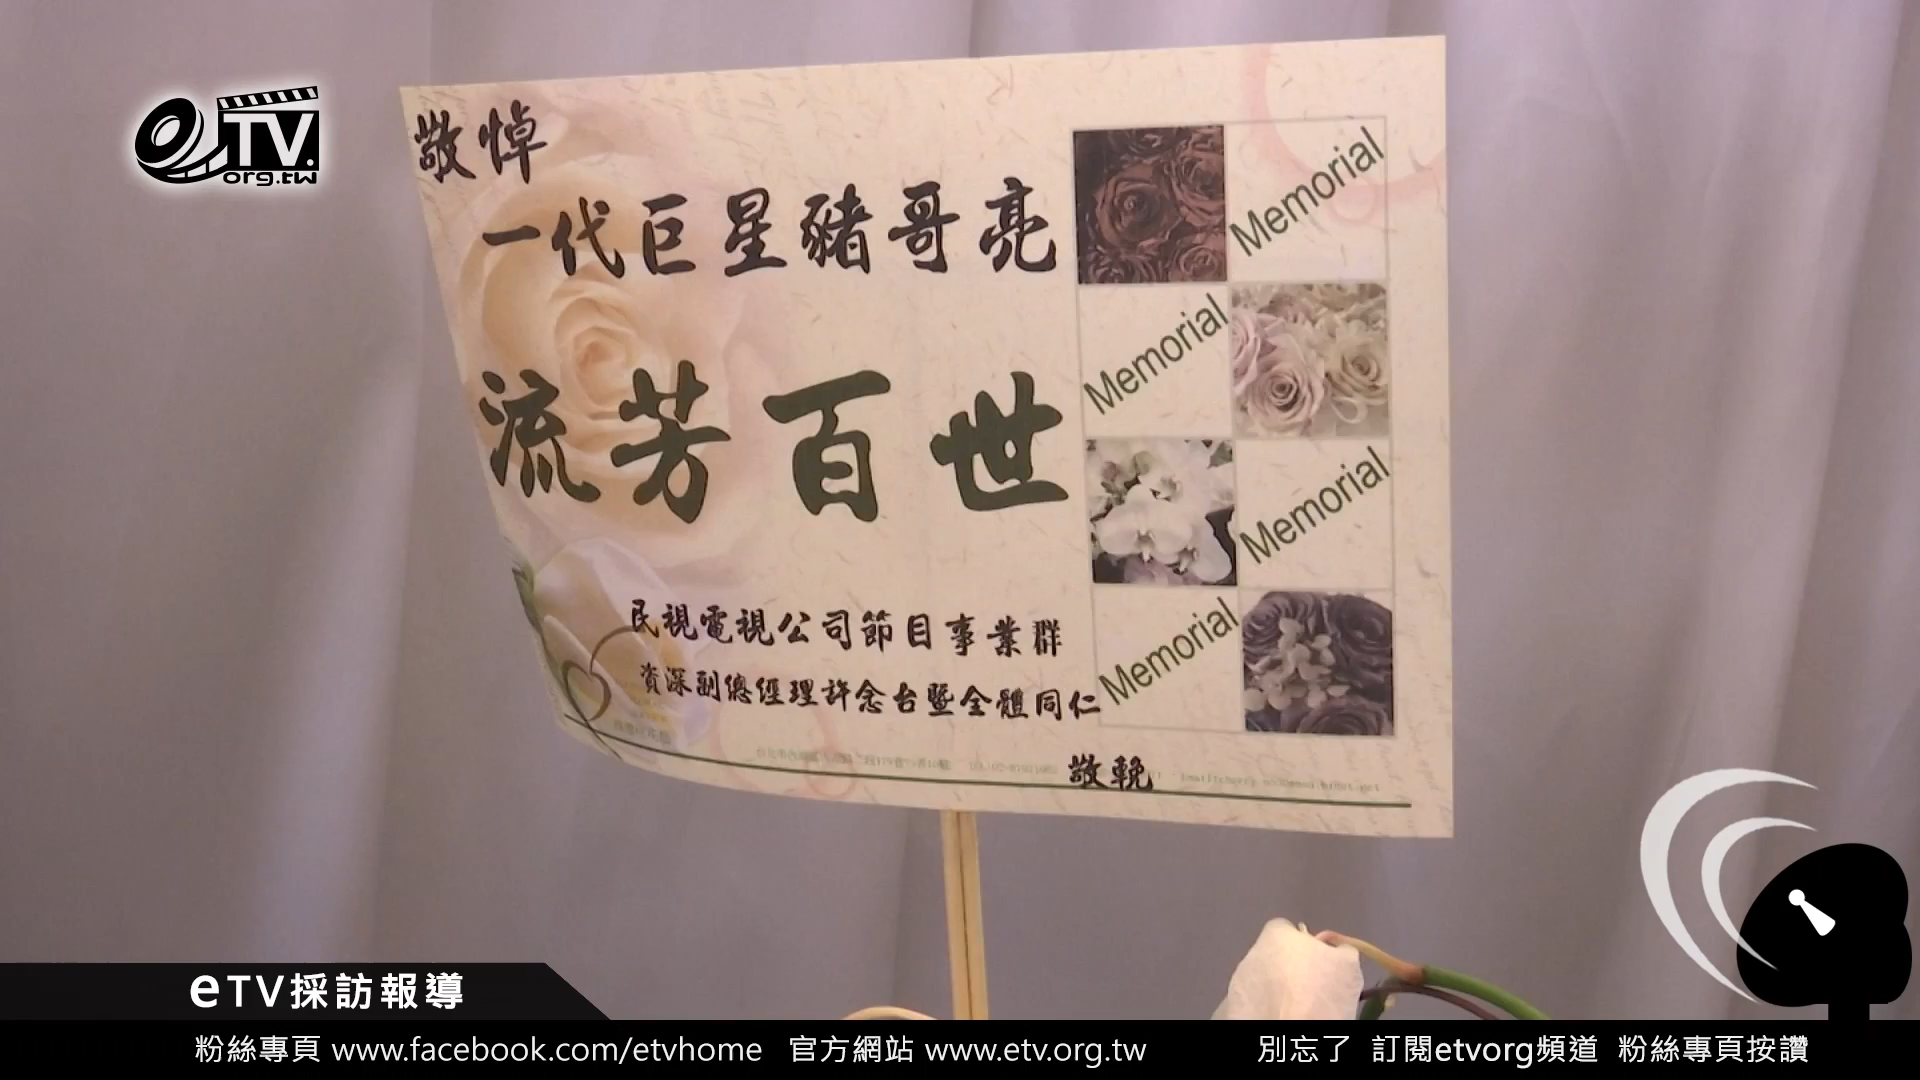 eTV.
org.tw
敬悼
一代巨星豬哥亮
流芳百世
民視電視公司節目事業群
資深副總經理許念台暨全體同仁
敬輓
Memorial
Memorial
Memorial
Memorial
eTV採訪報導
粉絲專頁 www.facebook.com/etvhome 官方網站 www.etv.org.tw 別忘了 訂閱etvorg頻道 粉絲專頁按讚